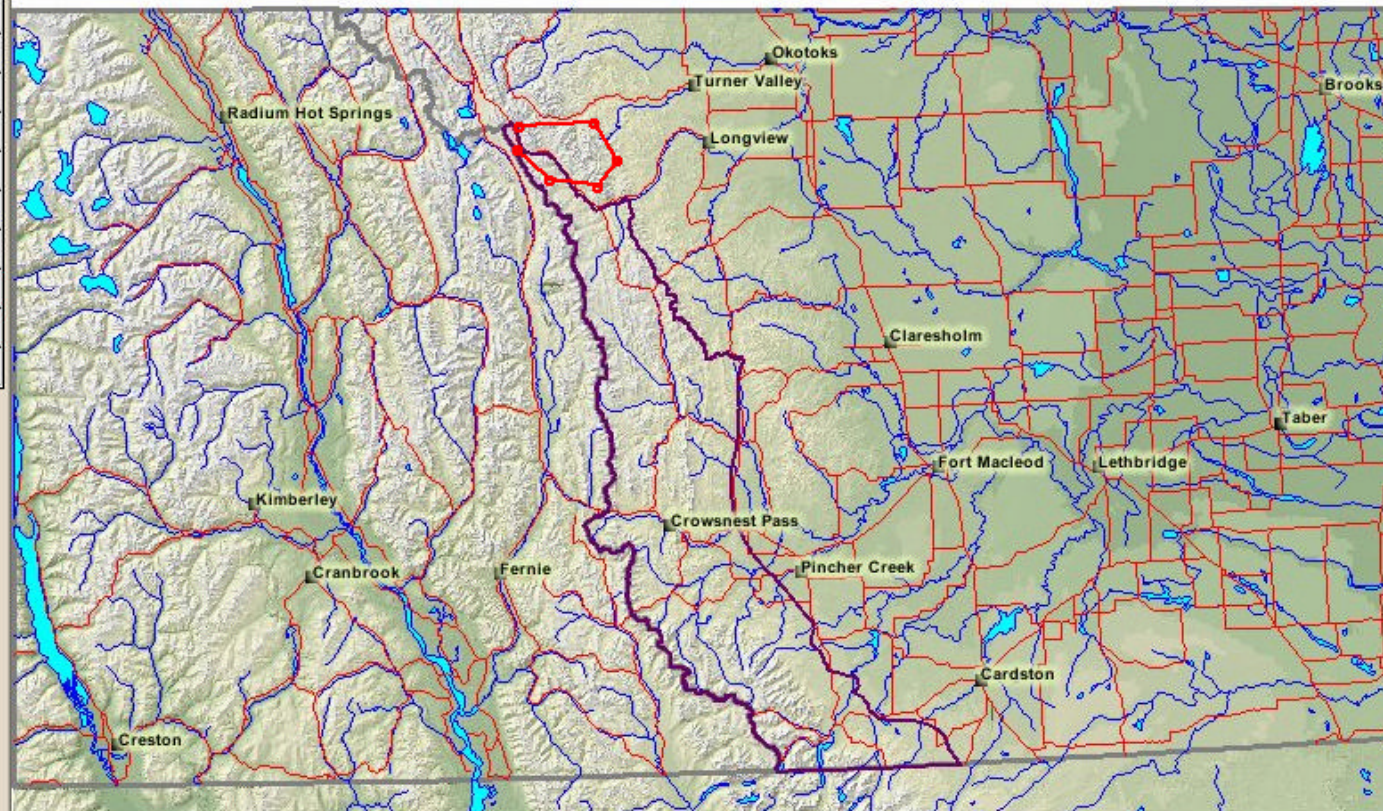 Okotoks
Turner Valley
Brooks
Radium Hot Springs
Longview
Claresholm
Taber
Fort Macleod
Lethbridge
Kimberley
Crowsnest Pass
Cranbrook
Fernie
Pincher Creek
Cardston
Creston